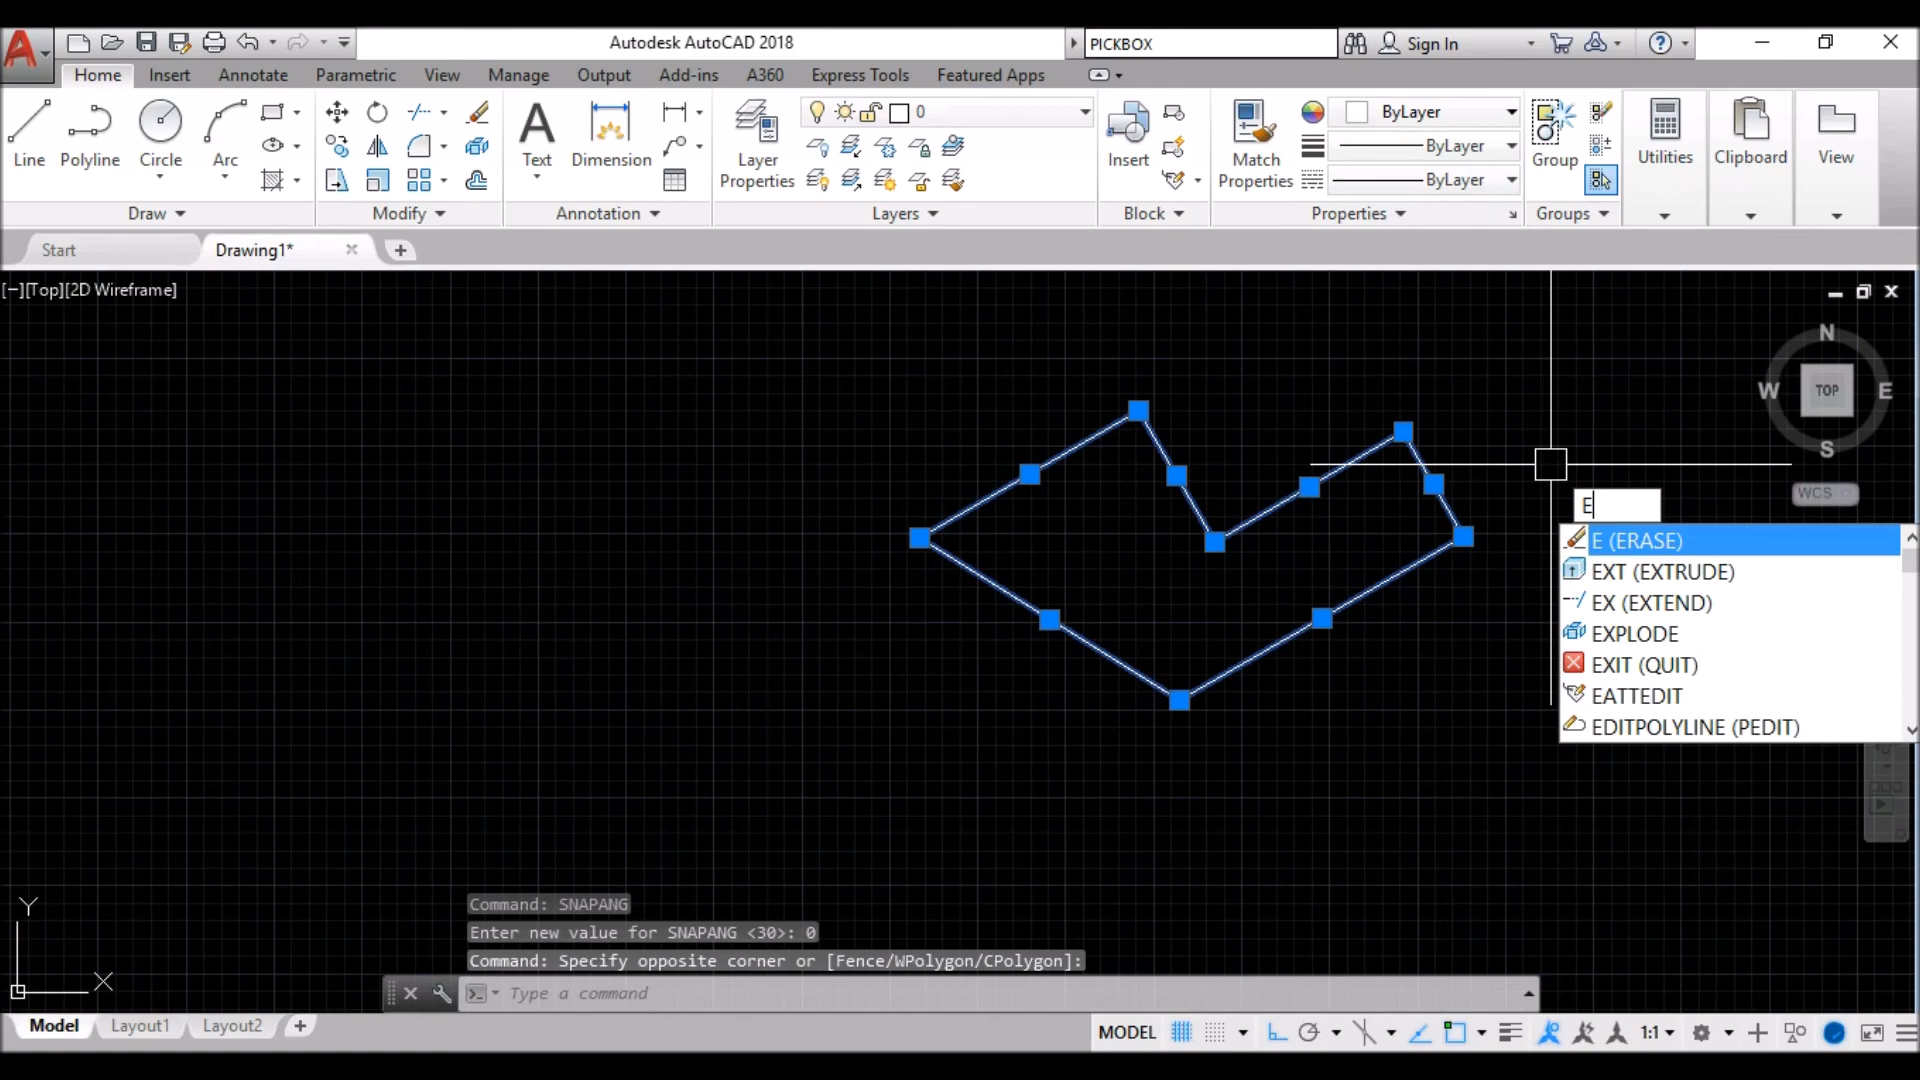 Autodesk AutoCAD 2018
PICKBOX
Sign In
Home Insert Annotate Parametric View Manage Output Add-ins A360 Express Tools Featured Apps
Line Polyline Circle Arc
Text Dimension
Layer Properties
0
Insert
Match Properties
ByLayer
ByLayer
ByLayer
Group Utilities Clipboard View
Draw Modify Annotation Layers Block Properties Groups
Start Drawing1*
[−][Top][2D Wireframe]
N
W TOP E
S
WCS
E
E (ERASE)
EXT (EXTRUDE)
EX (EXTEND)
EXPLODE
EXIT (QUIT)
EATTEDIT
EDITPOLYLINE (PEDIT)
Y
X
Command: SNAPANG
Enter new value for SNAPANG <30>: 0
Command: Specify opposite corner or [Fence/WPolygon/CPolygon]:
Type a command
Model Layout1 Layout2
MODEL 1:1